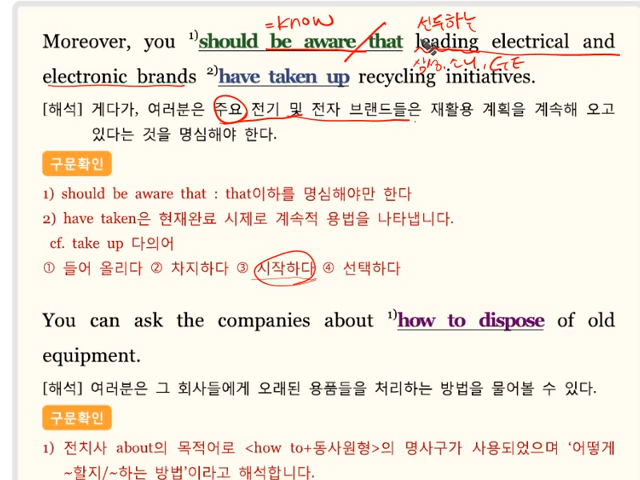 =know 선두하는
Moreover, you 1)should be aware that leading electrical and
삼성, 소니, GE
electronic brands 2)have taken up recycling initiatives.
[해석] 게다가, 여러분은 주요 전기 및 전자 브랜드들은 재활용 계획을 계속해 오고
있다는 것을 명심해야 한다.
구문확인
1) should be aware that : that이하를 명심해야만 한다
2) have taken은 현재완료 시제로 계속적 용법을 나타냅니다.
cf. take up 다의어
① 들어 올리다 ② 차지하다 ③ 시작하다 ④ 선택하다
You can ask the companies about 1)how to dispose of old
equipment.
[해석] 여러분은 그 회사들에게 오래된 용품들을 처리하는 방법을 물어볼 수 있다.
구문확인
1) 전치사 about의 목적어로 <how to+동사원형>의 명사구가 사용되었으며 '어떻게
~할지/~하는 방법'이라고 해석합니다.